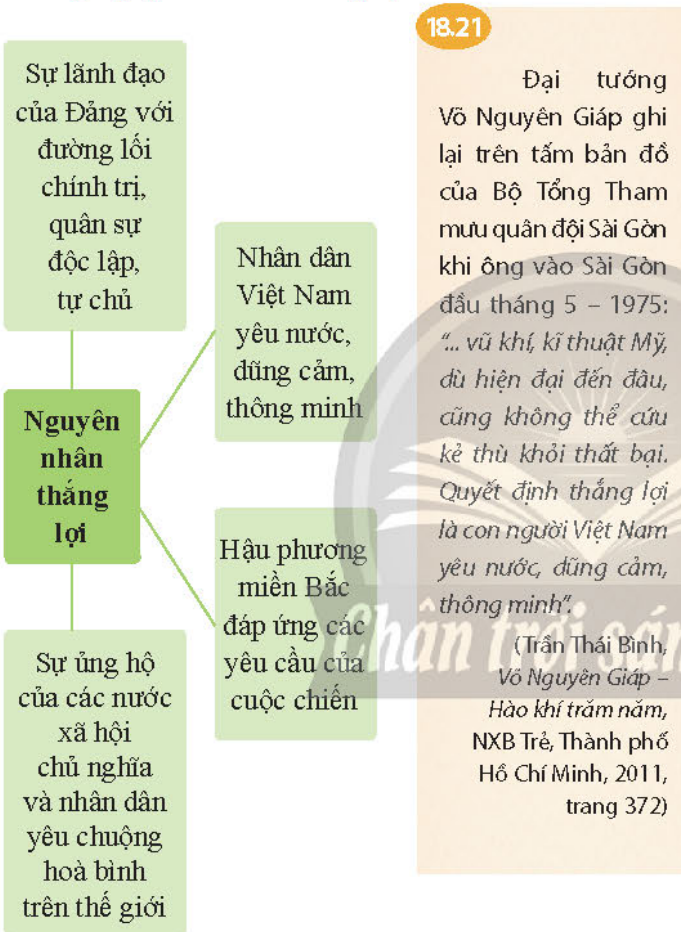 Sự lãnh đạo
của Đảng với
đường lối
chính trị,
quân sự
độc lập,
tự chủ
Nhân dân
Việt Nam
yêu nước,
dũng cảm,
thông minh
Nguyên
nhân
thắng
lợi
Hậu phương
miền Bắc
đáp ứng các
yêu cầu của
cuộc chiến
Sự ủng hộ
của các nước
xã hội
chủ nghĩa
và nhân dân
yêu chuộng
hoà bình
trên thế giới
18.21
Đại tướng
Võ Nguyên Giáp ghi
lại trên tấm bản đồ
của Bộ Tổng Tham
mưu quân đội Sài Gòn
khi ông vào Sài Gòn
đầu tháng 5 – 1975:
“... vũ khí, kĩ thuật Mỹ,
dù hiện đại đến đâu,
cũng không thể cứu
kẻ thù khỏi thất bại.
Quyết định thắng lợi
là con người Việt Nam
yêu nước, dũng cảm,
thông minh”.
(Trần Thái Bình,
Võ Nguyên Giáp –
Hào khí trăm năm,
NXB Trẻ, Thành phố
Hồ Chí Minh, 2011,
trang 372)
Chân trời sán